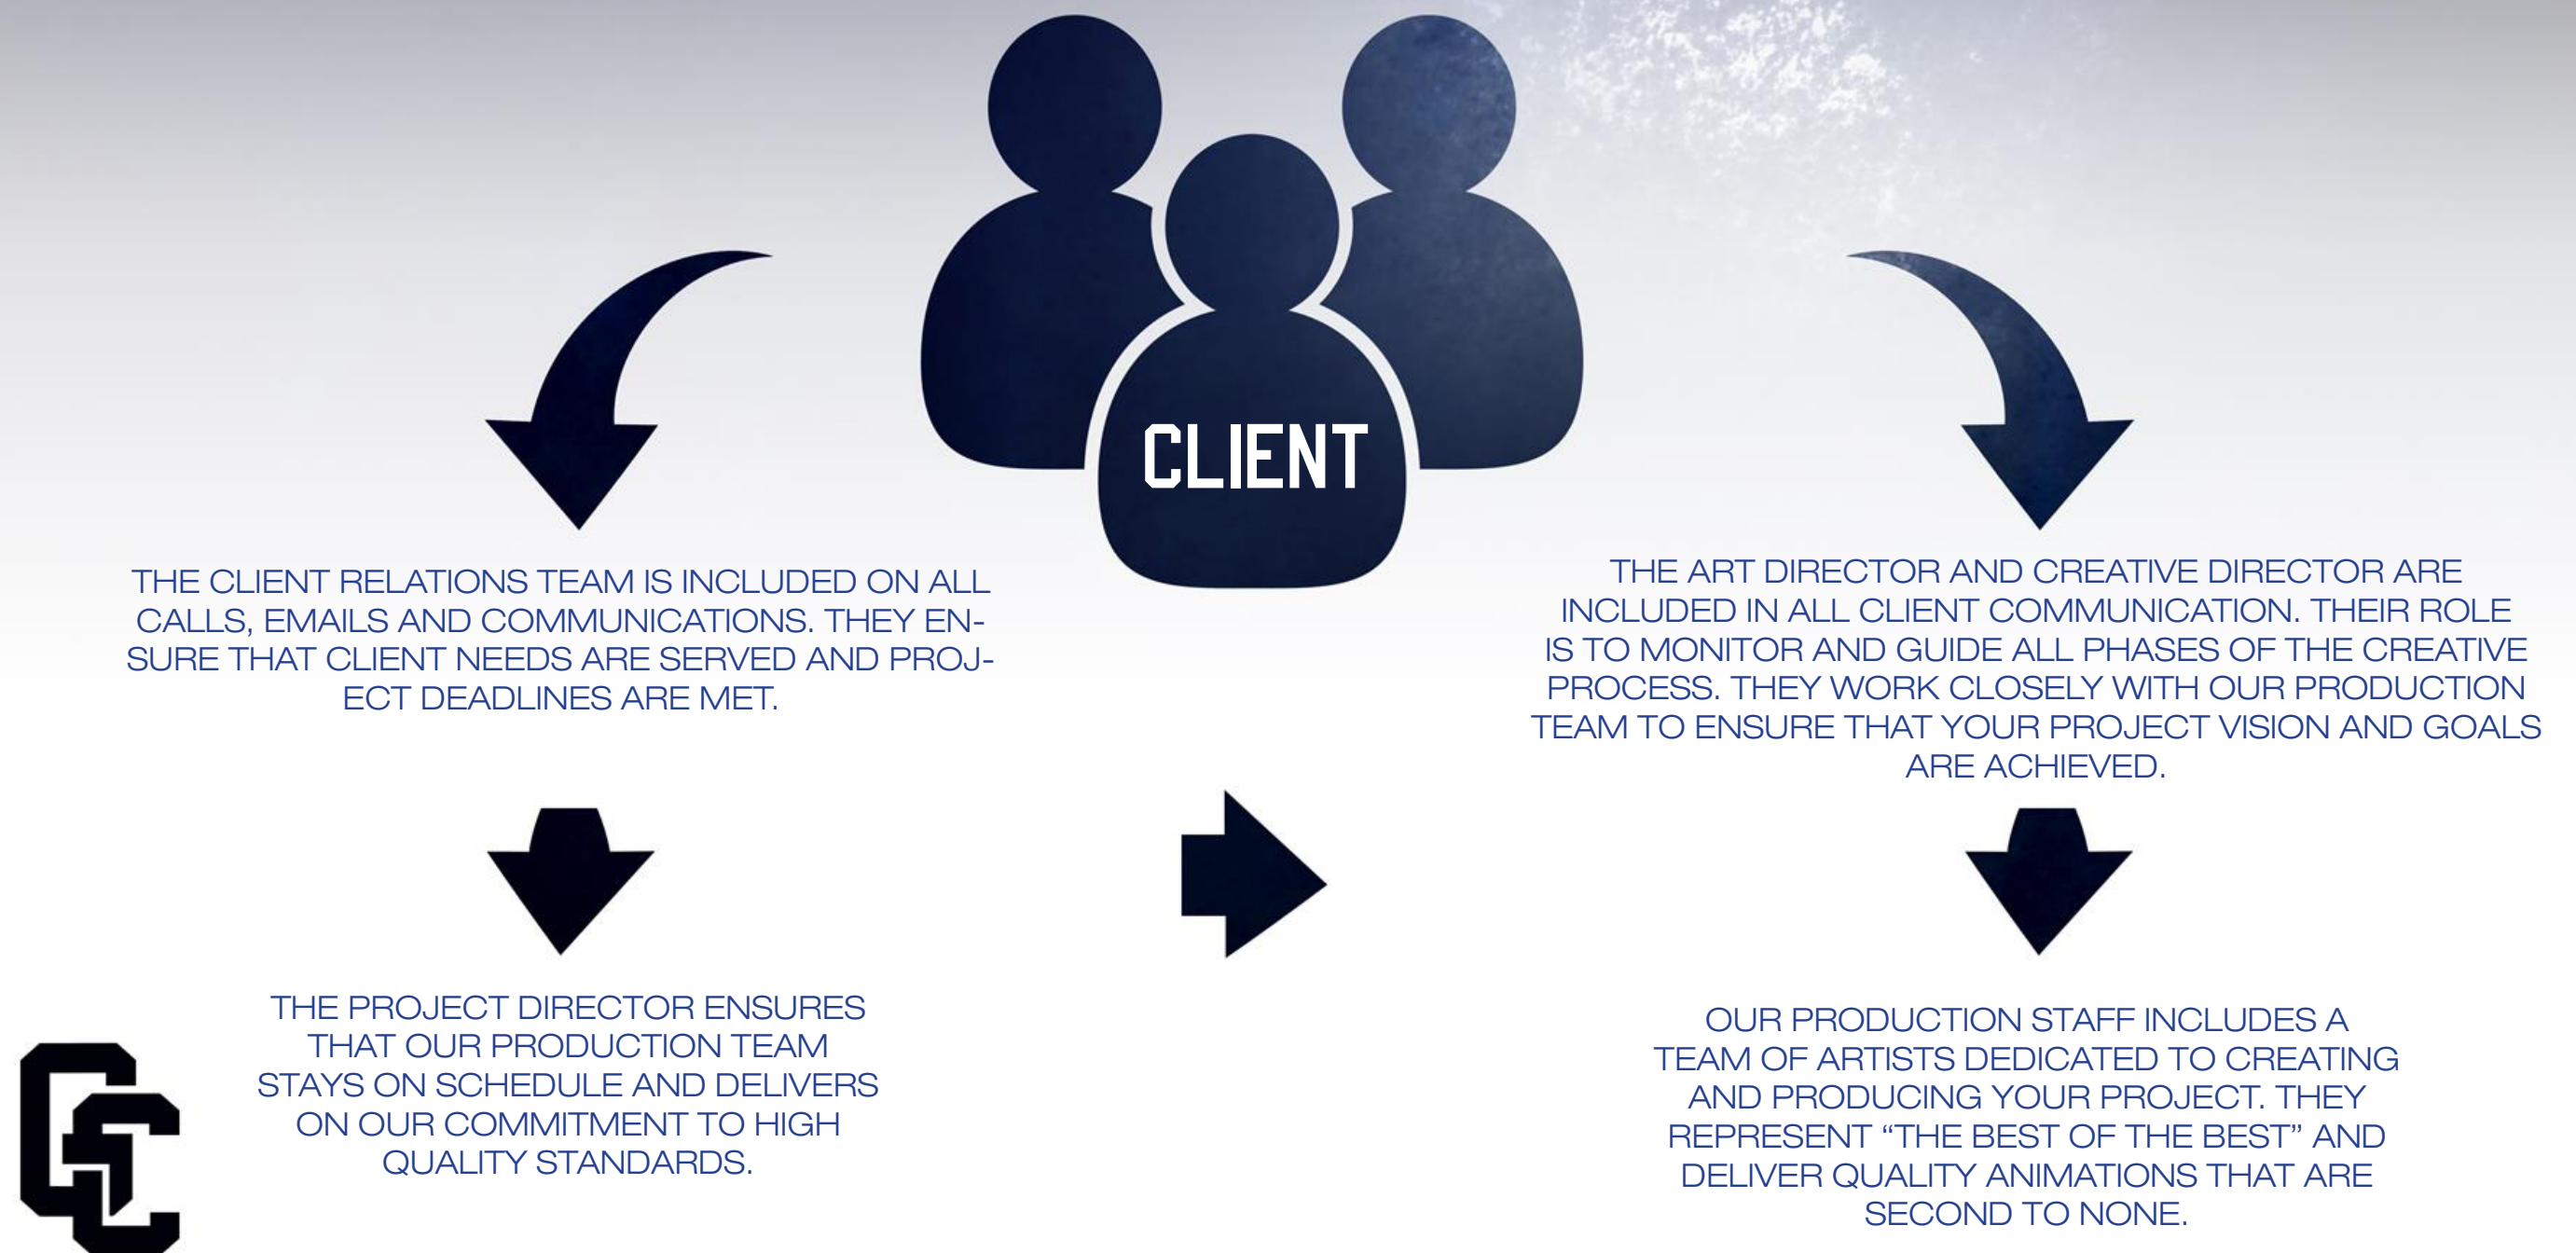 CLIENT
THE CLIENT RELATIONS TEAM IS INCLUDED ON ALL
CALLS, EMAILS AND COMMUNICATIONS. THEY EN-
SURE THAT CLIENT NEEDS ARE SERVED AND PROJ-
ECT DEADLINES ARE MET.
THE ART DIRECTOR AND CREATIVE DIRECTOR ARE
INCLUDED IN ALL CLIENT COMMUNICATION. THEIR ROLE
IS TO MONITOR AND GUIDE ALL PHASES OF THE CREATIVE
PROCESS. THEY WORK CLOSELY WITH OUR PRODUCTION
TEAM TO ENSURE THAT YOUR PROJECT VISION AND GOALS
ARE ACHIEVED.
THE PROJECT DIRECTOR ENSURES
THAT OUR PRODUCTION TEAM
STAYS ON SCHEDULE AND DELIVERS
ON OUR COMMITMENT TO HIGH
QUALITY STANDARDS.
OUR PRODUCTION STAFF INCLUDES A
TEAM OF ARTISTS DEDICATED TO CREATING
AND PRODUCING YOUR PROJECT. THEY
REPRESENT “THE BEST OF THE BEST” AND
DELIVER QUALITY ANIMATIONS THAT ARE
SECOND TO NONE.